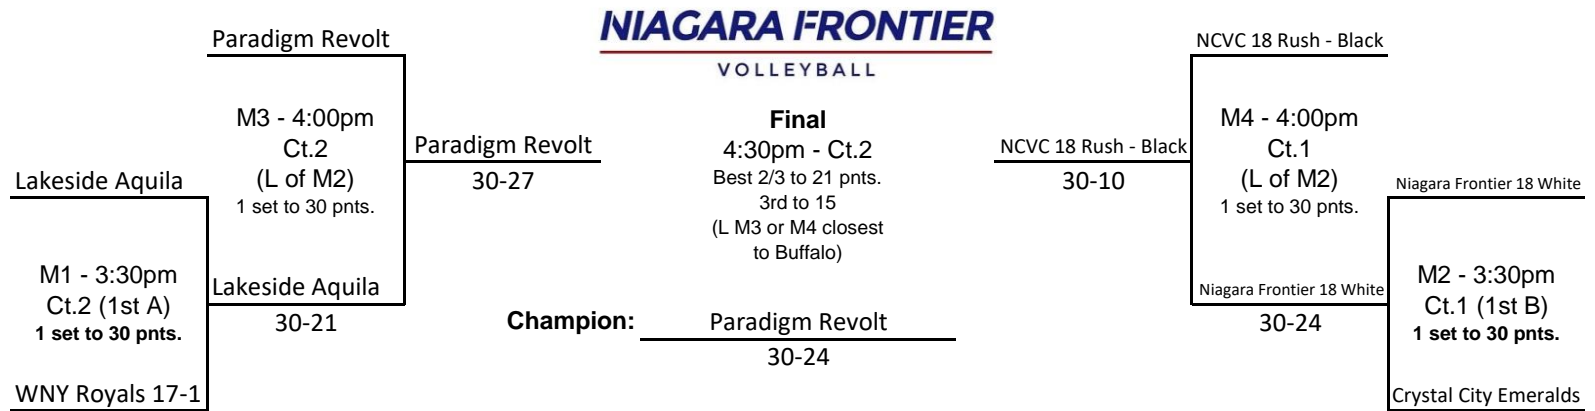 NIAGARA FRONTIER
VOLLEYBALL
Paradigm Revolt
M3 - 4:00pm
Ct.2
(L of M2)
1 set to 30 pnts.
Paradigm Revolt
30-27
Lakeside Aquila
M1 - 3:30pm
Ct.2 (1st A)
1 set to 30 pnts.
Lakeside Aquila
30-21
WNY Royals 17-1
Final
4:30pm - Ct.2
Best 2/3 to 21 pnts.
3rd to 15
(L M3 or M4 closest
to Buffalo)
Champion: Paradigm Revolt
30-24
NCVC 18 Rush - Black
M4 - 4:00pm
Ct.1
(L of M2)
1 set to 30 pnts.
NCVC 18 Rush - Black
30-10
Niagara Frontier 18 White
M2 - 3:30pm
Ct.1 (1st B)
1 set to 30 pnts.
Niagara Frontier 18 White
30-24
Crystal City Emeralds